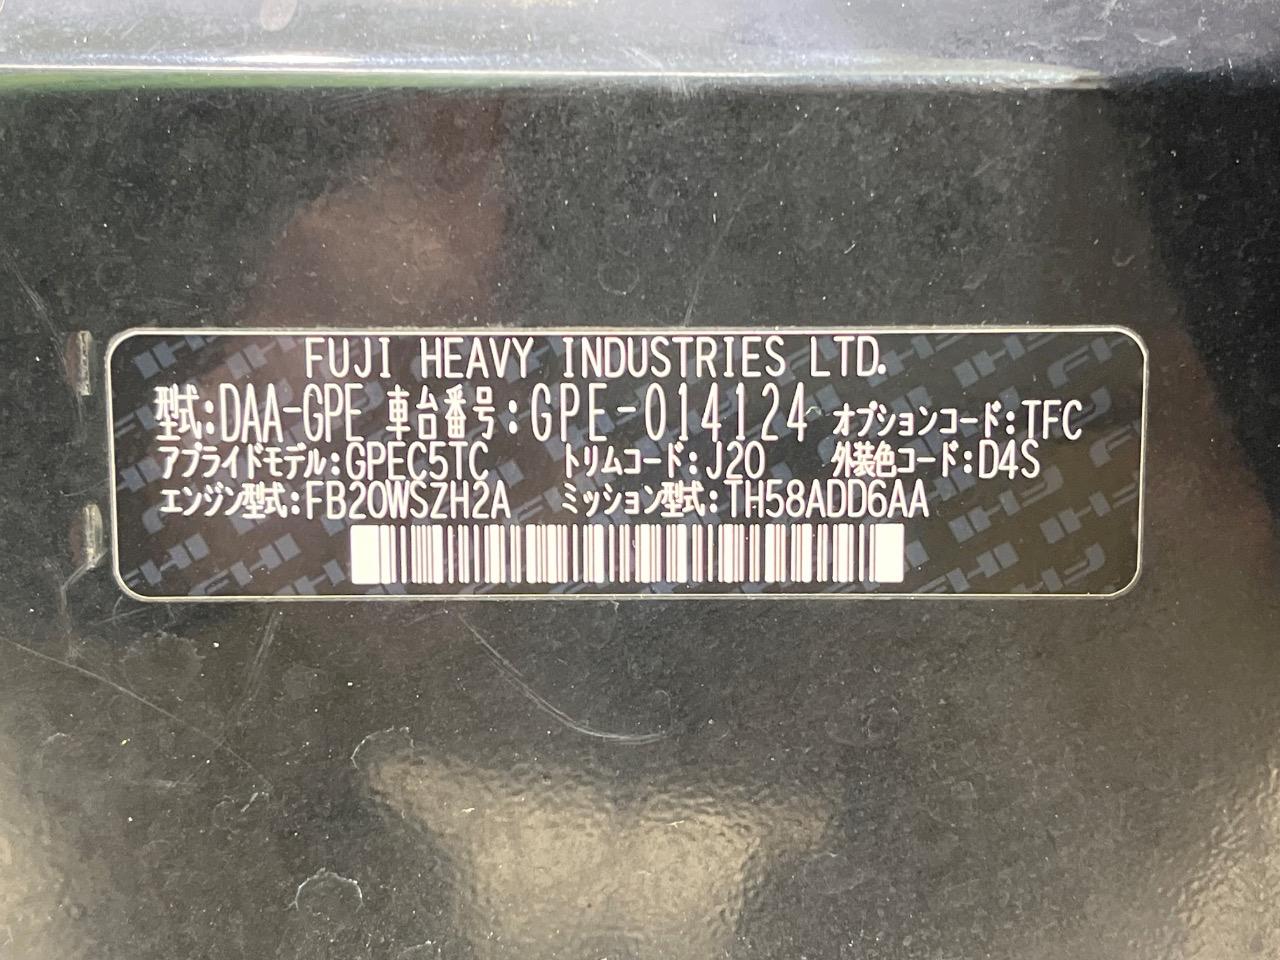 FUJI HEAVY INDUSTRIES LTD.
型式:DAA-GPE 車台番号:GPE-014124 オプションコード:TFC
アプライドモデル:GPEC5TC トリムコード:J20 外装色コード:D4S
エンジン型式:FB20WSZH2A ミッション型式:TH58ADD6AA